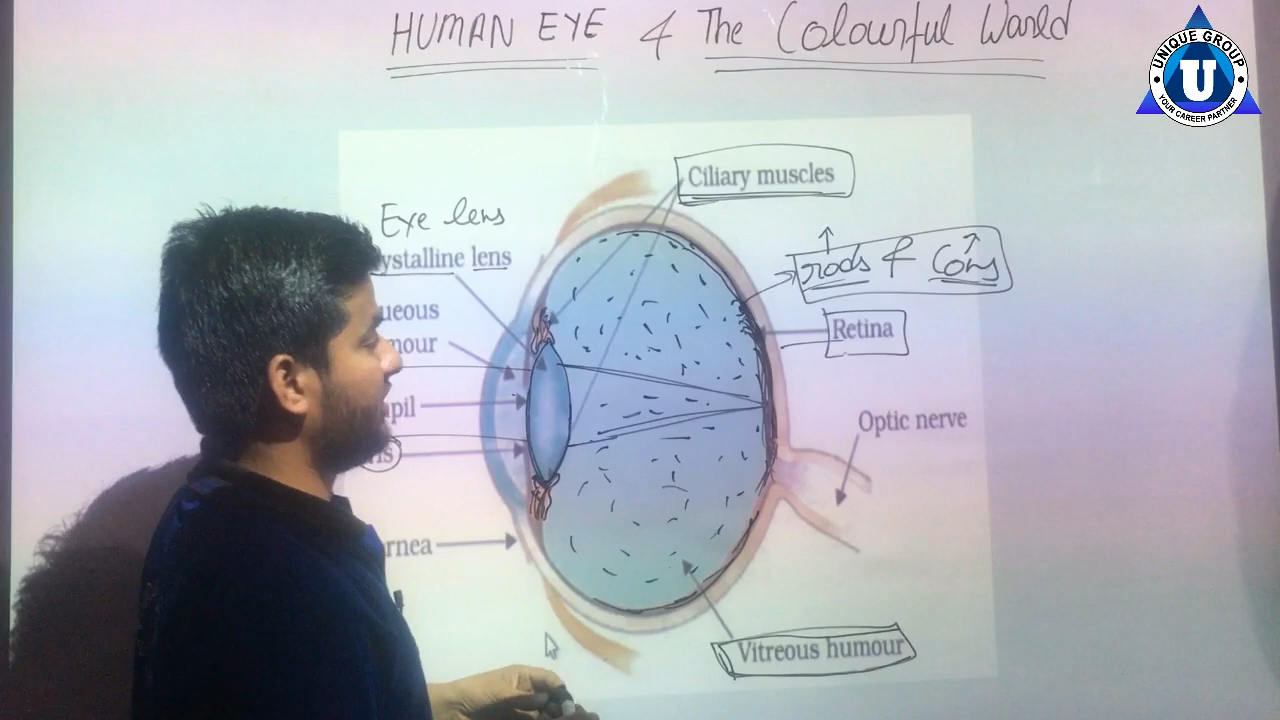 HUMAN EYE & The Colourful World
UNIQUE GROUP
U
YOUR CAREER PARTNER
Ciliary muscles
Eye lens
ystalline lens
rods & Cons
ueous
mour
Retina
pil
Optic nerve
is
rnea
Vitreous humour